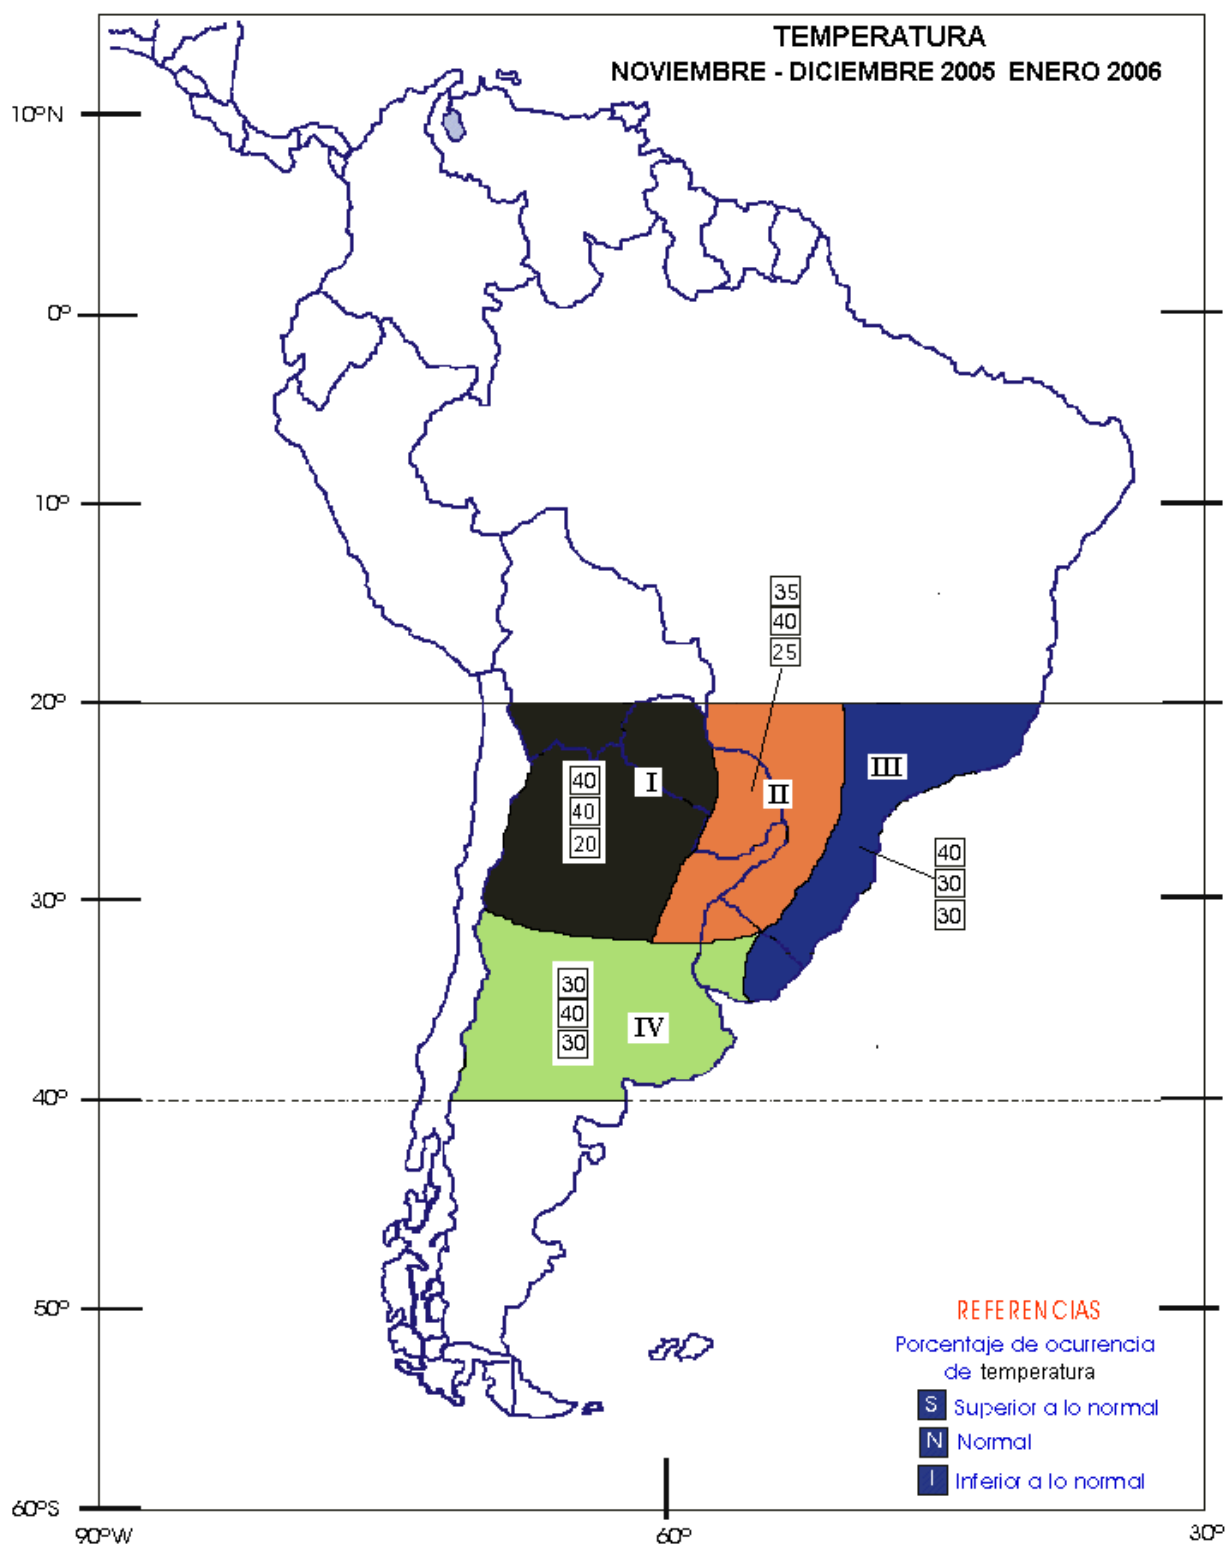 TEMPERATURA
NOVIEMBRE - DICIEMBRE 2005 ENERO 2006
10ºN
0º
10º
35
40
25
20º
III
I
II
40
40
20
40
30
30
30º
30
40
30
IV
40º
50º
REFERENCIAS
Porcentaje de ocurrencia
de temperatura
S Superior a lo normal
N Normal
I Inferior a lo normal
60ºS
90ºW
60º
30º